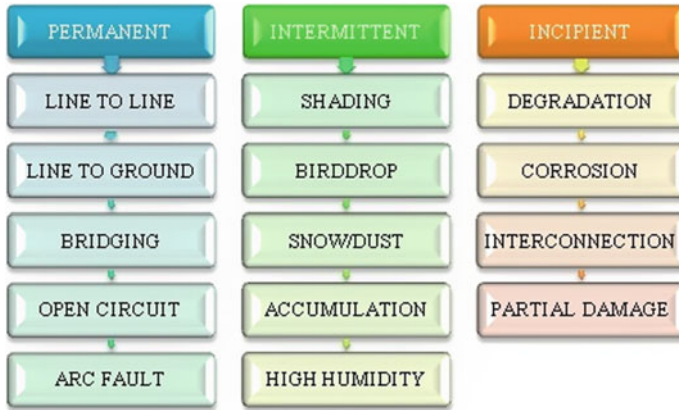 PERMANENT
LINE TO LINE
LINE TO GROUND
BRIDGING
OPEN CIRCUIT
ARC FAULT
INTERMITTENT
SHADING
BIRDDROP
SNOW/DUST
ACCUMULATION
HIGH HUMIDITY
INCIPIENT
DEGRADATION
CORROSION
INTERCONNECTION
PARTIAL DAMAGE